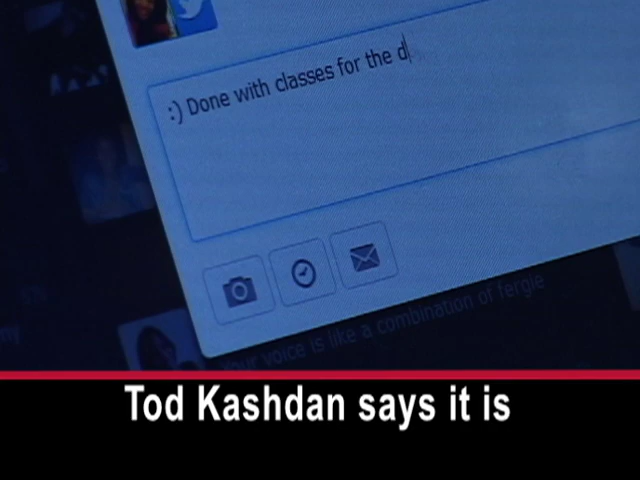 :) Done with classes for the d
Your voice is like a combination of fergie
Tod Kashdan says it is